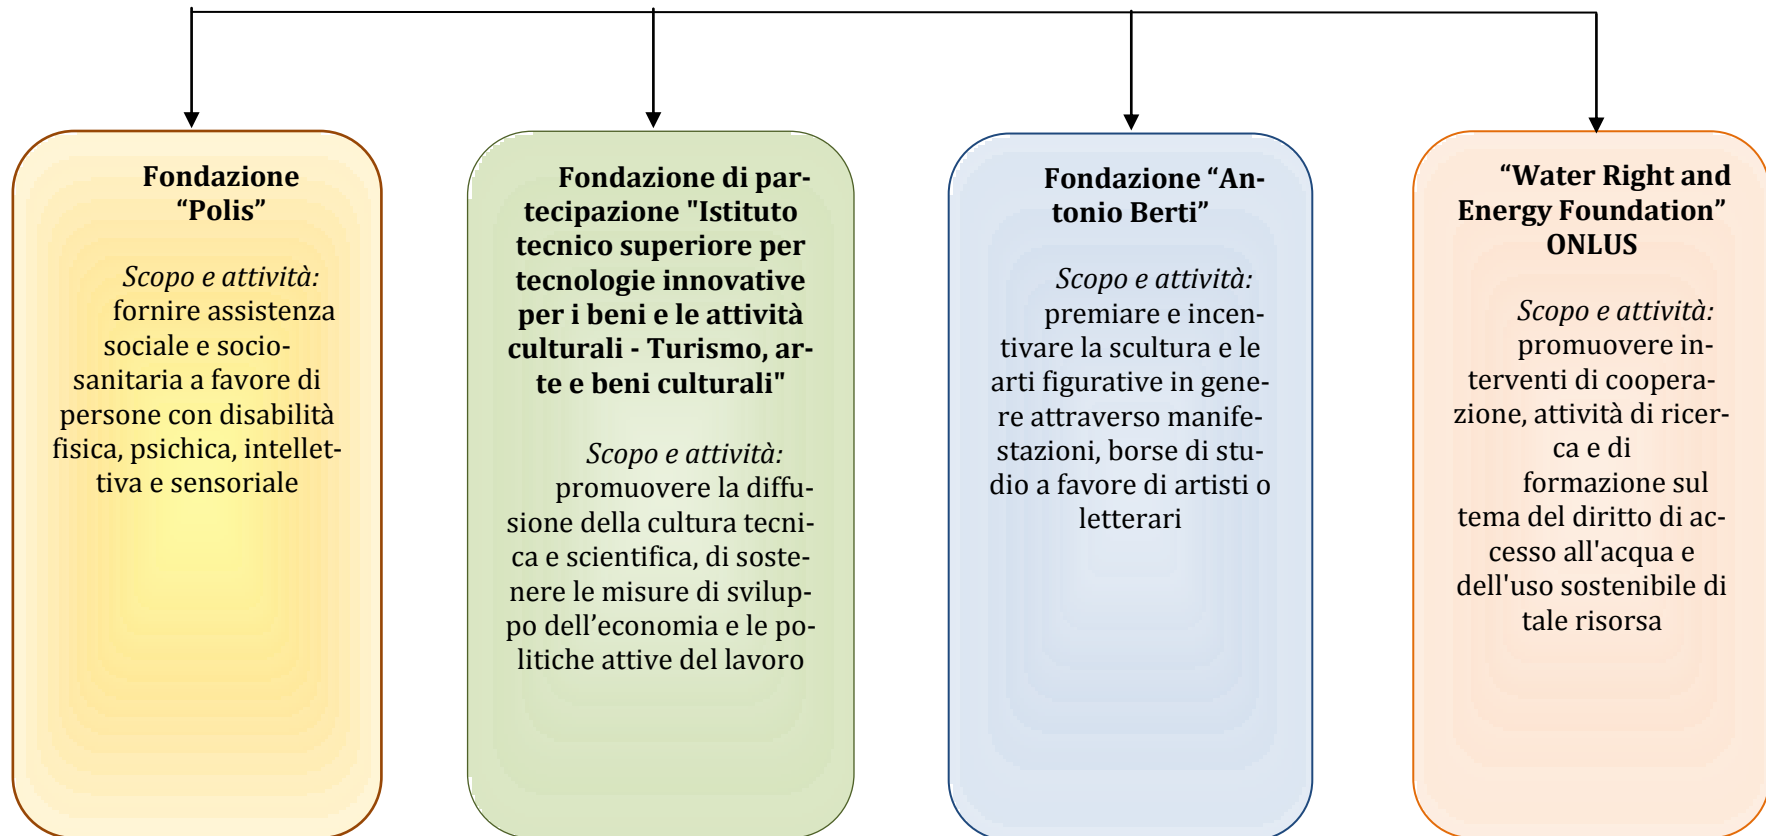 Fondazione
“Polis”
Scopo e attività:
fornire assistenza
sociale e socio-
sanitaria a favore di
persone con disabilità
fisica, psichica, intellet-
tiva e sensoriale
Fondazione di par-
tecipazione "Istituto
tecnico superiore per
tecnologie innovative
per i beni e le attività
culturali - Turismo, ar-
te e beni culturali"
Scopo e attività:
promuovere la diffu-
sione della cultura tecni-
ca e scientifica, di soste-
nere le misure di svilup-
po dell’economia e le po-
litiche attive del lavoro
Fondazione “An-
tonio Berti”
Scopo e attività:
premiare e incen-
tivare la scultura e le
arti figurative in gene-
re attraverso manife-
stazioni, borse di stu-
dio a favore di artisti o
letterari
“Water Right and
Energy Foundation”
ONLUS
Scopo e attività:
promuovere in-
terventi di coopera-
zione, attività di ricer-
ca e di
formazione sul
tema del diritto di ac-
cesso all'acqua e
dell'uso sostenibile di
tale risorsa